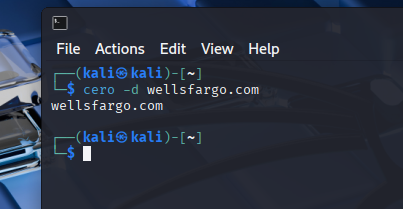 File Actions Edit View Help
┌──(kali㉿kali)-[~]
└─$ cero -d wellsfargo.com
wellsfargo.com
┌──(kali㉿kali)-[~]
└─$